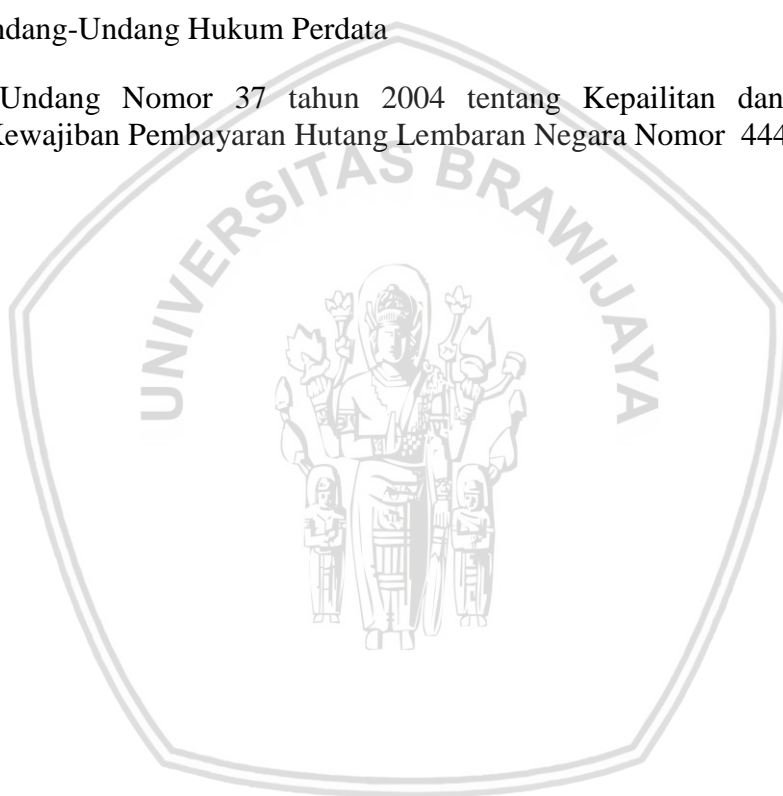 ndang-Undang Hukum Perdata
Undang Nomor 37 tahun 2004 tentang Kepailitan dan
Kewajiban Pembayaran Hutang Lembaran Negara Nomor 444
UNIVERSITAS BRAWIJAYA